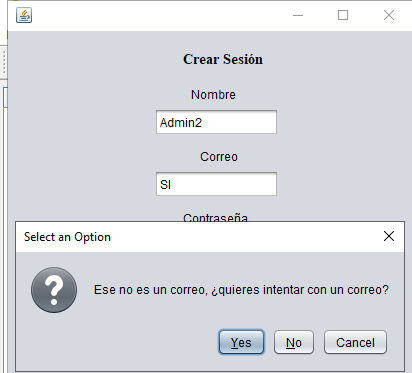 Crear Sesión
Nombre
Admin2
Correo
SI
Contraseña
Select an Option
Ese no es un correo, ¿quieres intentar con un correo?
Yes
No
Cancel